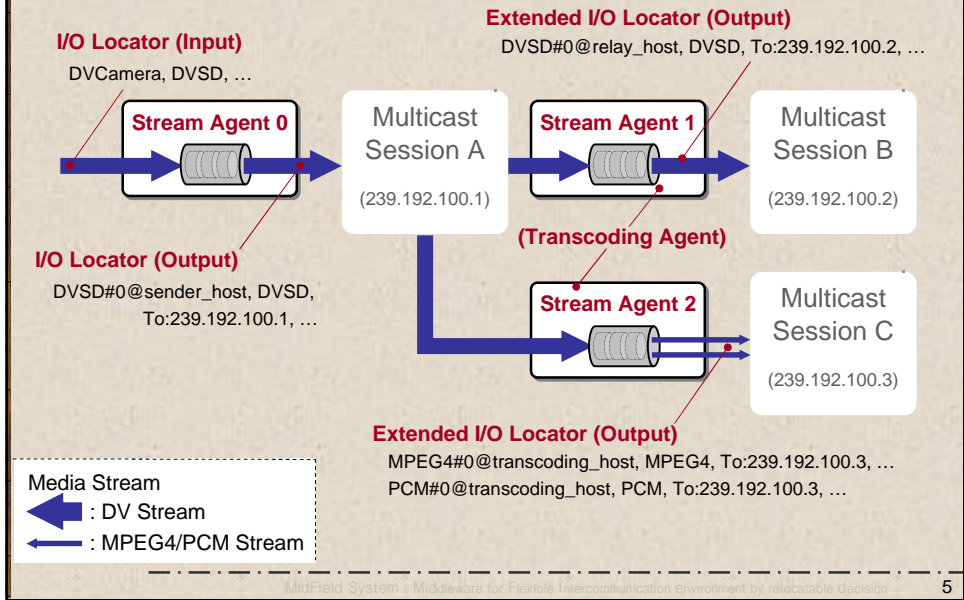 Extended I/O Locator (Output)
DVSD#0@relay_host, DVSD, To:239.192.100.2, …
I/O Locator (Input)
DVCamera, DVSD, …
Stream Agent 0
Multicast
Session A
(239.192.100.1)
Stream Agent 1
Multicast
Session B
(239.192.100.2)
(Transcoding Agent)
I/O Locator (Output)
DVSD#0@sender_host, DVSD,
To:239.192.100.1, …
Stream Agent 2
Multicast
Session C
(239.192.100.3)
Extended I/O Locator (Output)
MPEG4#0@transcoding_host, MPEG4, To:239.192.100.3, …
PCM#0@transcoding_host, PCM, To:239.192.100.3, …
Media Stream
: DV Stream
: MPEG4/PCM Stream
MidField System : Middleware for Flexible Intercommunication environment by relocatable decision
5